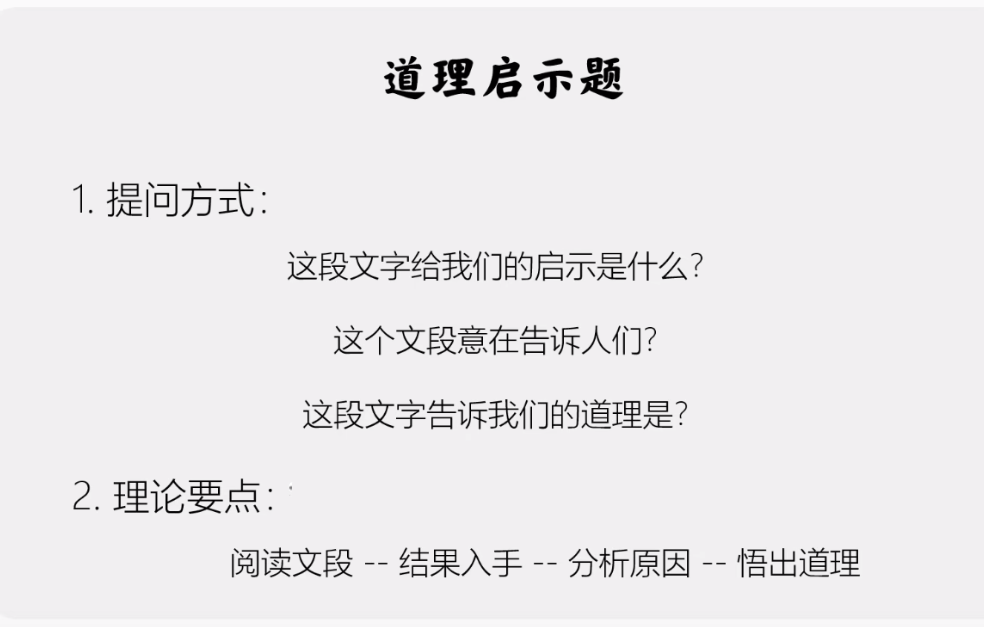 道理启示题
1. 提问方式：
这段文字给我们的启示是什么？
这个文段意在告诉人们？
这段文字告诉我们的道理是？
2. 理论要点：
阅读文段 -- 结果入手 -- 分析原因 -- 悟出道理